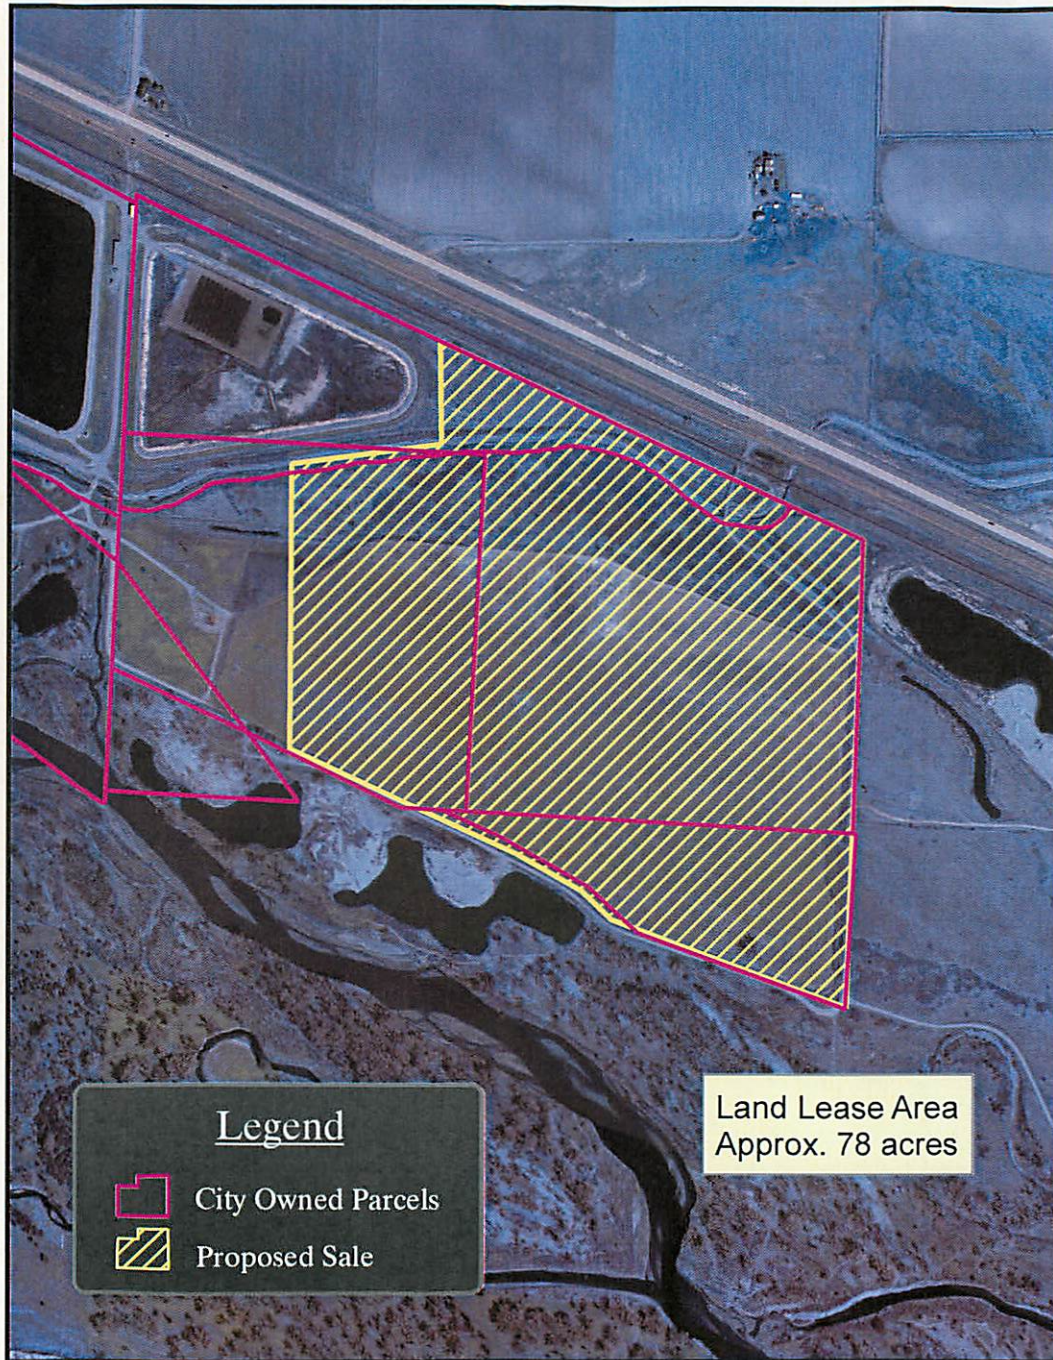 Legend
City Owned Parcels
Proposed Sale
Land Lease Area
Approx. 78 acres